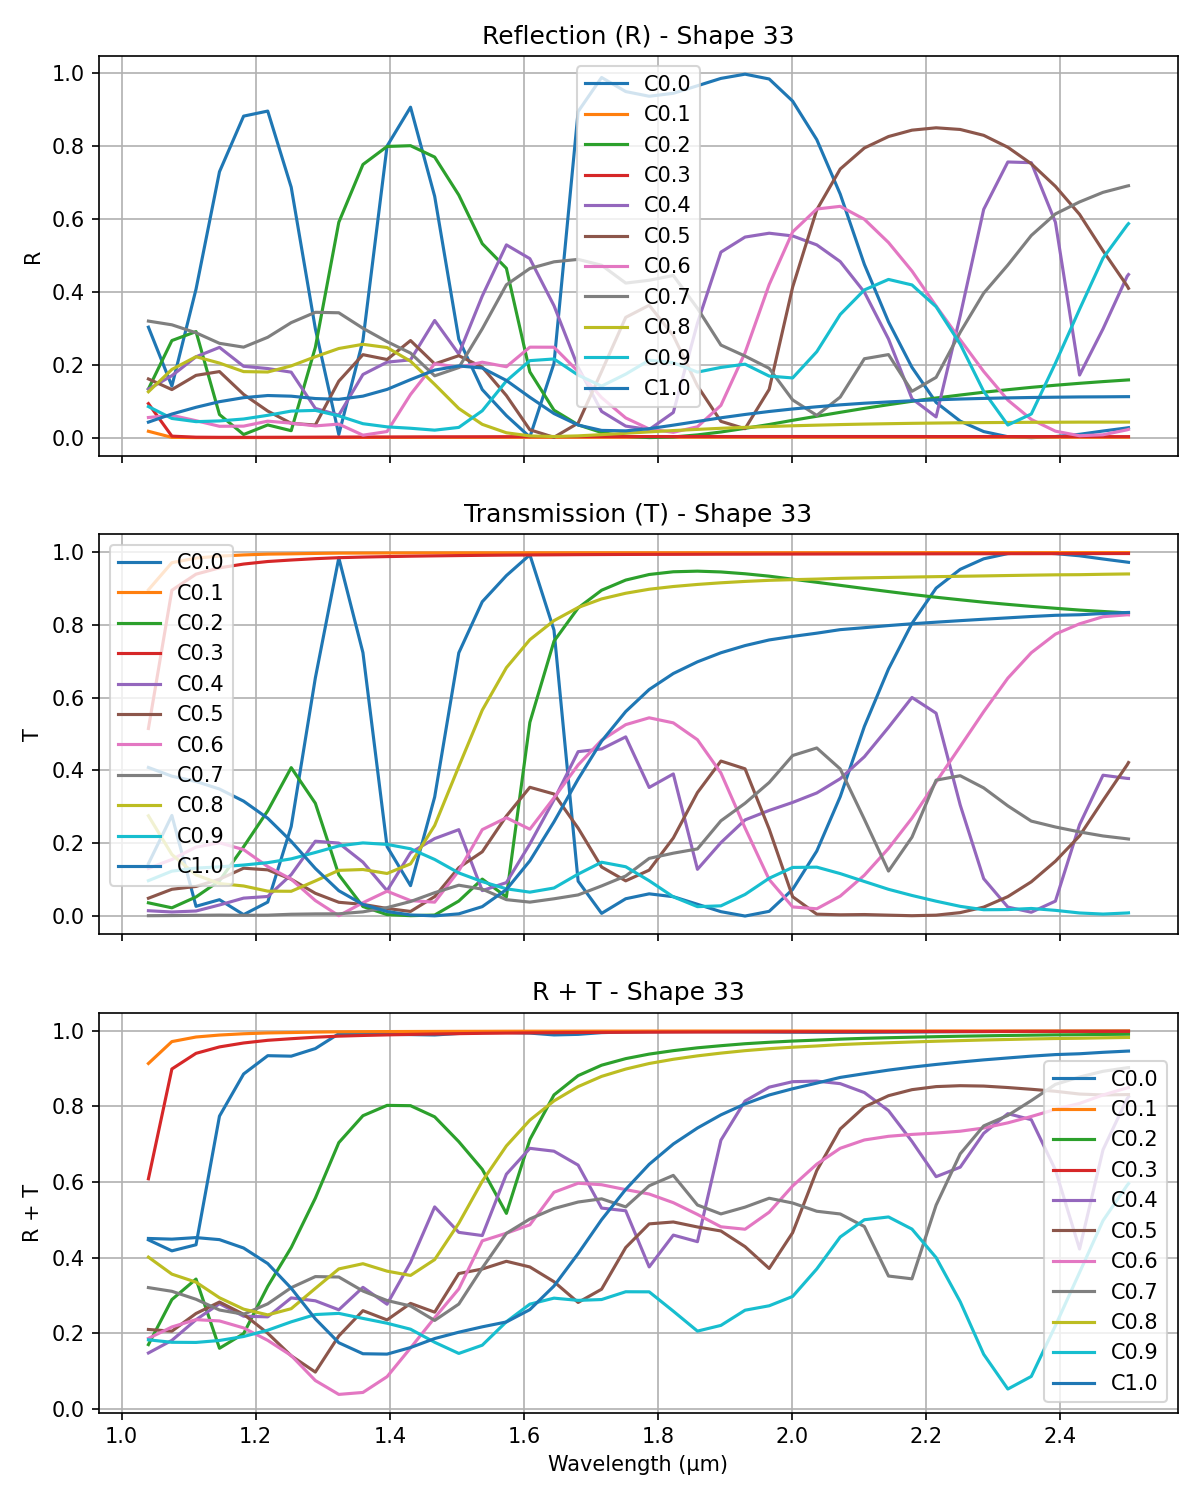 Reflection (R) - Shape 33
1.0
0.8
0.6
0.4
0.2
0.0
R
C0.0
C0.1
C0.2
C0.3
C0.4
C0.5
C0.6
C0.7
C0.8
C0.9
C1.0
Transmission (T) - Shape 33
1.0
0.8
0.6
0.4
0.2
0.0
T
C0.0
C0.1
C0.2
C0.3
C0.4
C0.5
C0.6
C0.7
C0.8
C0.9
C1.0
R + T - Shape 33
1.0
0.8
0.6
0.4
0.2
0.0
R + T
C0.0
C0.1
C0.2
C0.3
C0.4
C0.5
C0.6
C0.7
C0.8
C0.9
C1.0
1.0 1.2 1.4 1.6 1.8 2.0 2.2 2.4
Wavelength (µm)